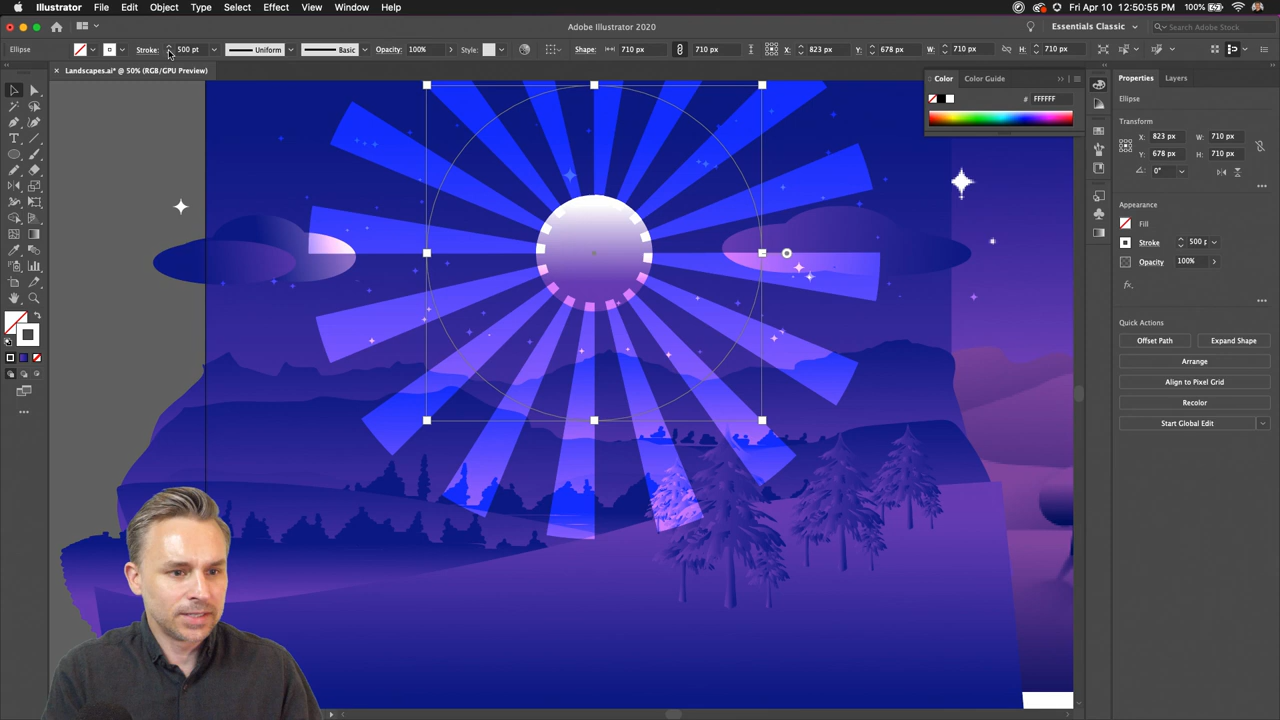 Illustrator File Edit Object Type Select Effect View Window Help
Fri Apr 10 12:50:55 PM 100%
Adobe Illustrator 2020
Essentials Classic
Search Adobe Stock
Ellipse Stroke: 500 pt Uniform Basic Opacity: 100% Style: Shape: 710 px 710 px X: 823 px Y: 678 px W: 710 px H: 710 px
× Landscapes.ai* @ 50% (RGB/GPU Preview)
Color Color Guide
# FFFFFF
Properties Layers
Ellipse
Transform
X: 823 px W: 710 px
Y: 678 px H: 710 px
0°
Appearance
Fill
Stroke 500 p
Opacity 100%
fx.
Quick Actions
Offset Path Expand Shape
Arrange
Align to Pixel Grid
Recolor
Start Global Edit